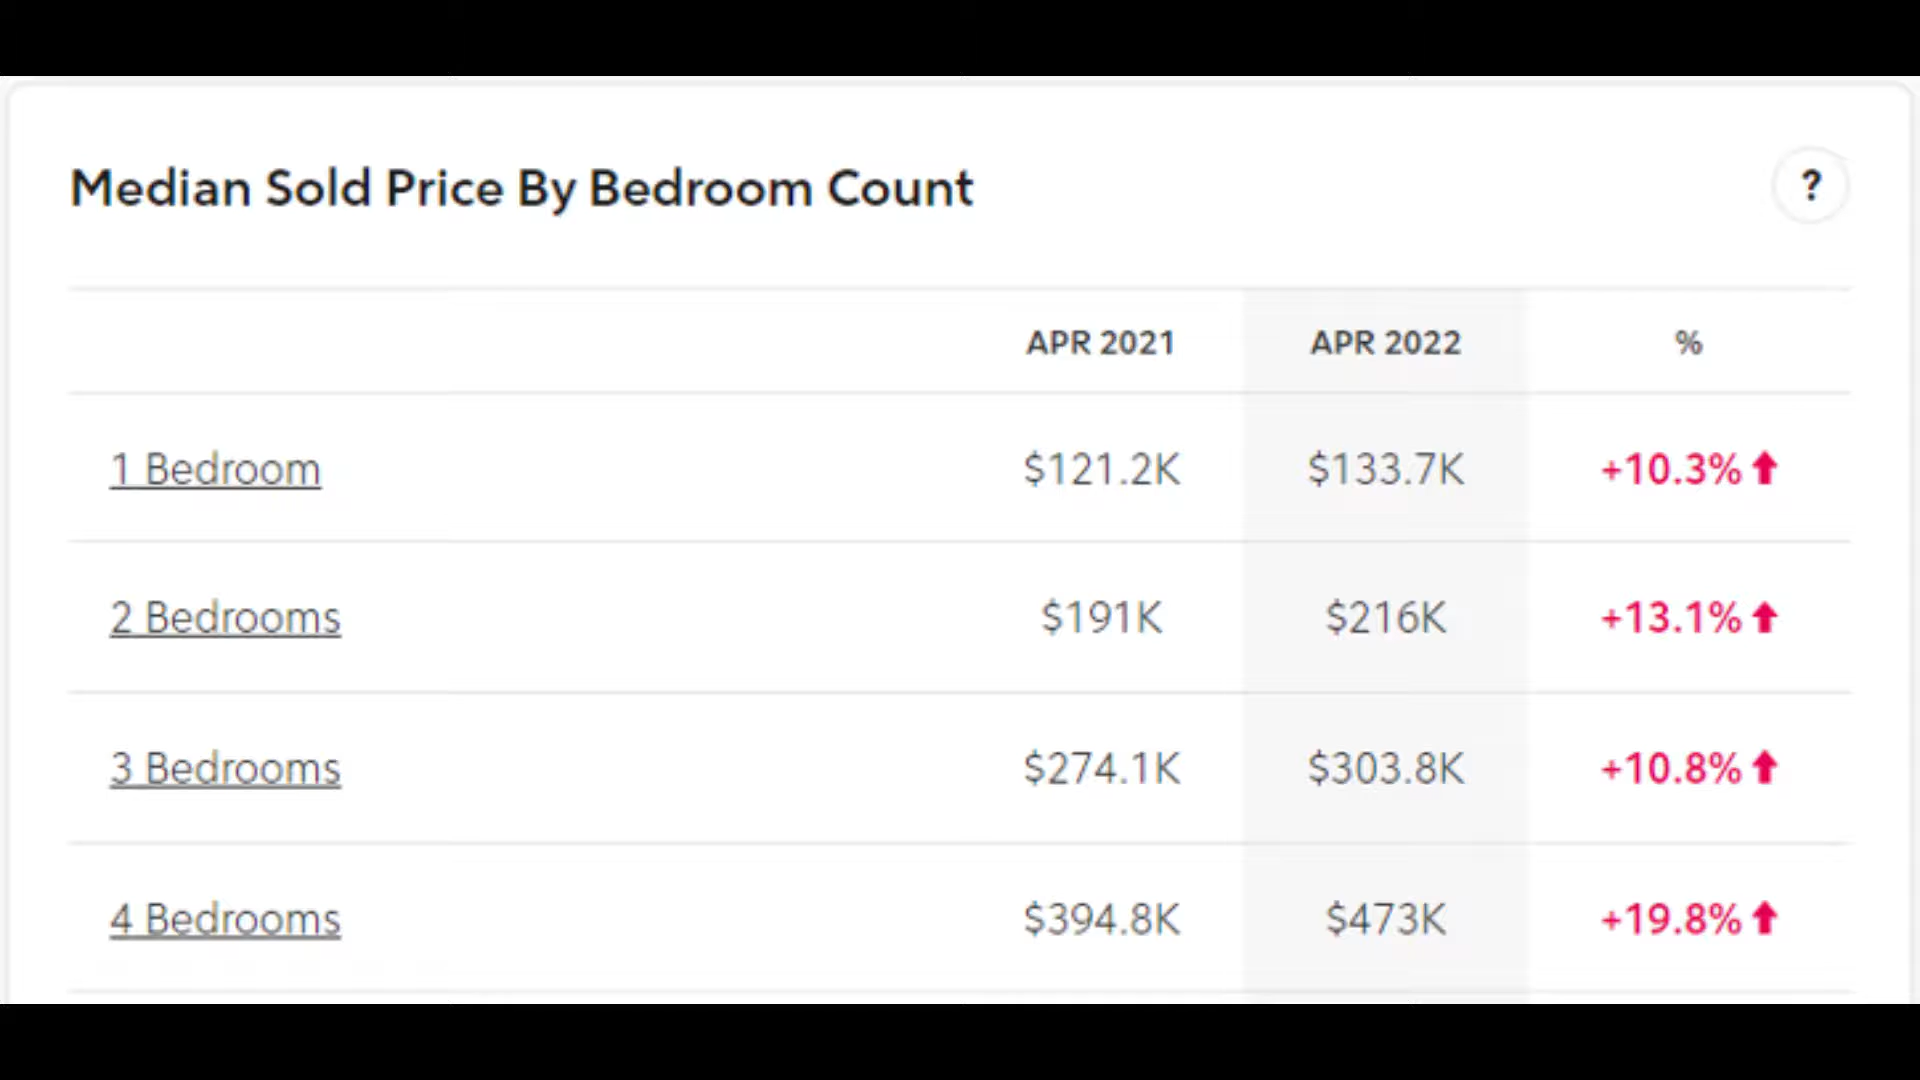 Median Sold Price By Bedroom Count
?
APR 2021 APR 2022 %
1 Bedroom $121.2K $133.7K +10.3%
2 Bedrooms $191K $216K +13.1%
3 Bedrooms $274.1K $303.8K +10.8%
4 Bedrooms $394.8K $473K +19.8%